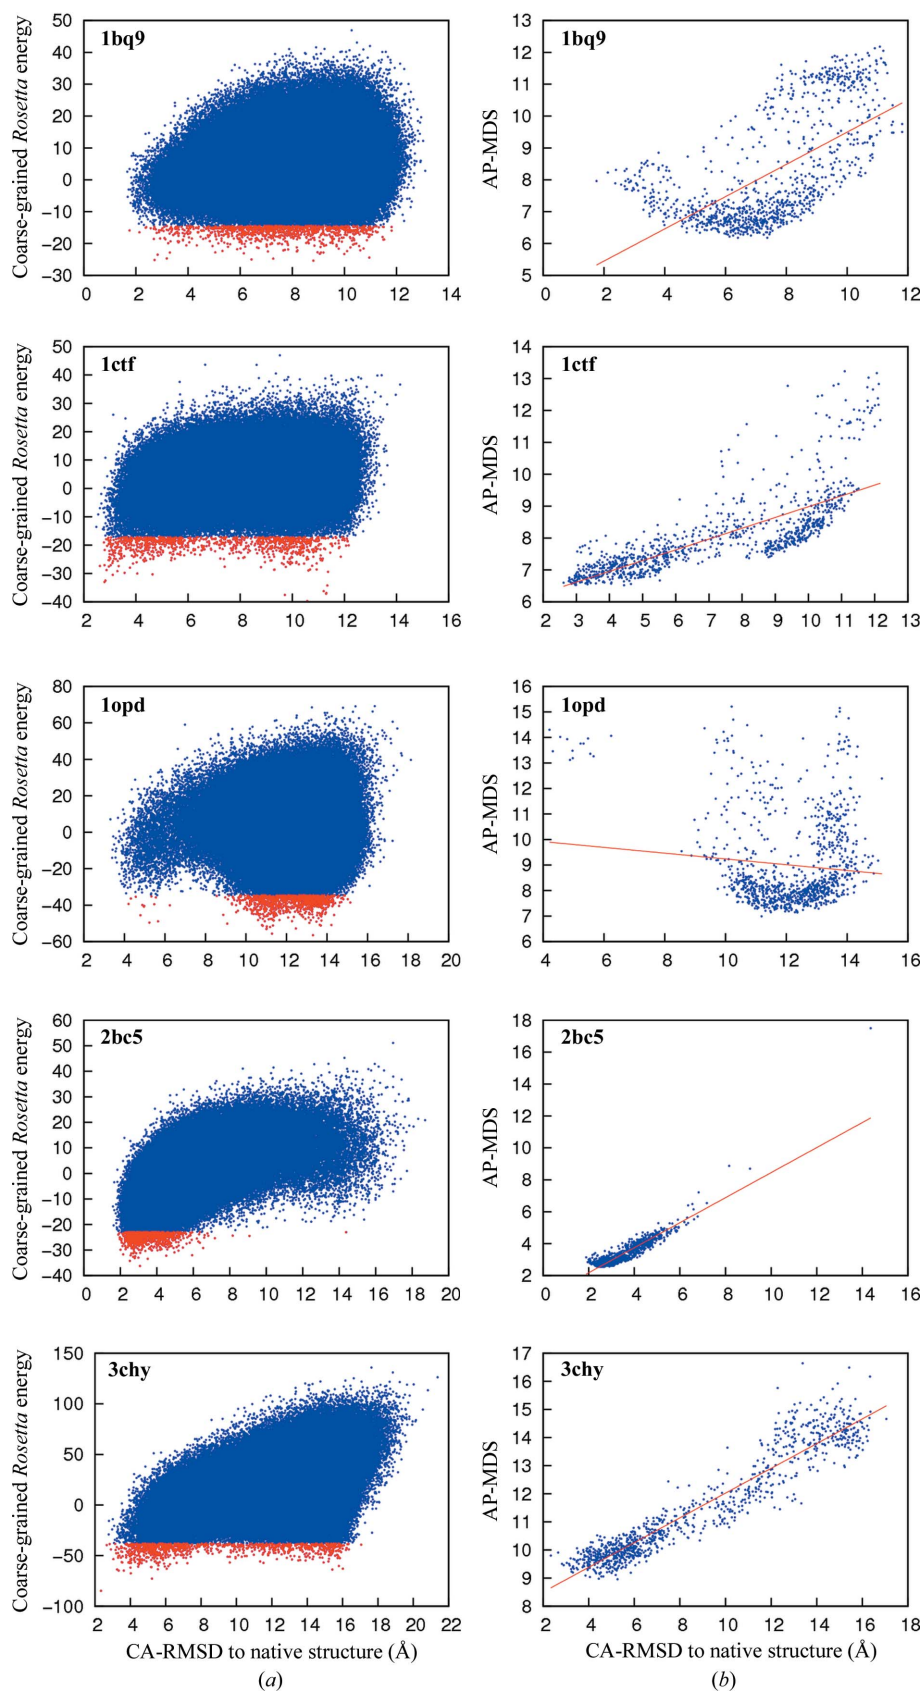 Coarse-grained Rosetta energy
50
40
30
20
10
0
−10
−20
−30
1bq9
0 2 4 6 8 10 12 14
AP-MDS
13
12
11
10
9
8
7
6
5
1bq9
0 2 4 6 8 10 12
Coarse-grained Rosetta energy
50
40
30
20
10
0
−10
−20
−30
−40
1ctf
2 4 6 8 10 12 14 16
AP-MDS
14
13
12
11
10
9
8
7
6
1ctf
2 3 4 5 6 7 8 9 10 11 12 13
Coarse-grained Rosetta energy
80
60
40
20
0
−20
−40
−60
1opd
2 4 6 8 10 12 14 16 18 20
AP-MDS
16
15
14
13
12
11
10
9
8
7
6
1opd
4 6 8 10 12 14 16
Coarse-grained Rosetta energy
60
50
40
30
20
10
0
−10
−20
−30
−40
2bc5
0 2 4 6 8 10 12 14 16 18 20
AP-MDS
18
16
14
12
10
8
6
4
2
2bc5
0 2 4 6 8 10 12 14 16
Coarse-grained Rosetta energy
150
100
50
0
−50
−100
3chy
2 4 6 8 10 12 14 16 18 20 22
CA-RMSD to native structure (Å)
(a)
AP-MDS
17
16
15
14
13
12
11
10
9
8
3chy
2 4 6 8 10 12 14 16 18
CA-RMSD to native structure (Å)
(b)